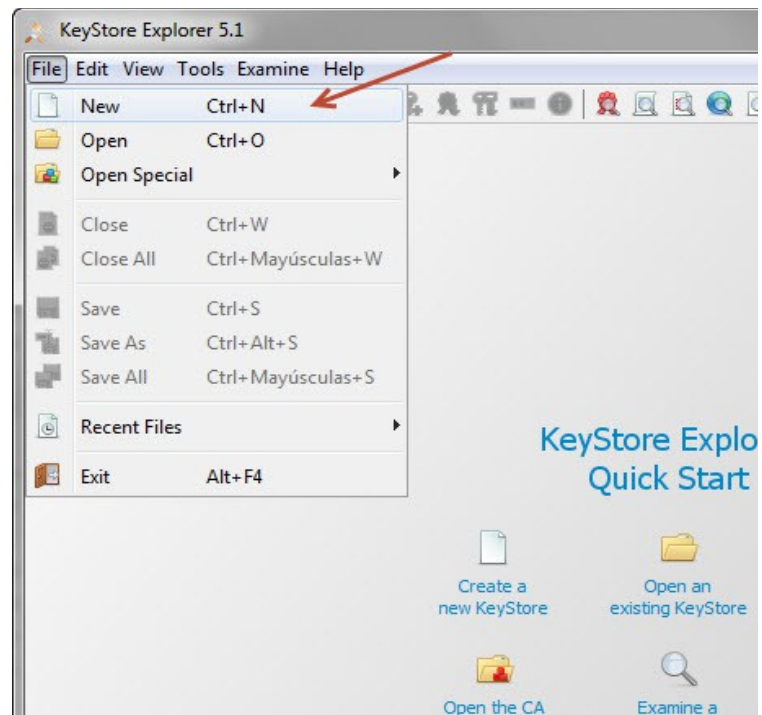 KeyStore Explorer 5.1
File Edit View Tools Examine Help
New Ctrl+N
Open Ctrl+O
Open Special
Close Ctrl+W
Close All Ctrl+Mayúsculas+W
Save Ctrl+S
Save As Ctrl+Alt+S
Save All Ctrl+Mayúsculas+S
Recent Files
Exit Alt+F4
KeyStore Explo
Quick Start
Create a
new KeyStore
Open an
existing KeyStore
Open the CA
Examine a